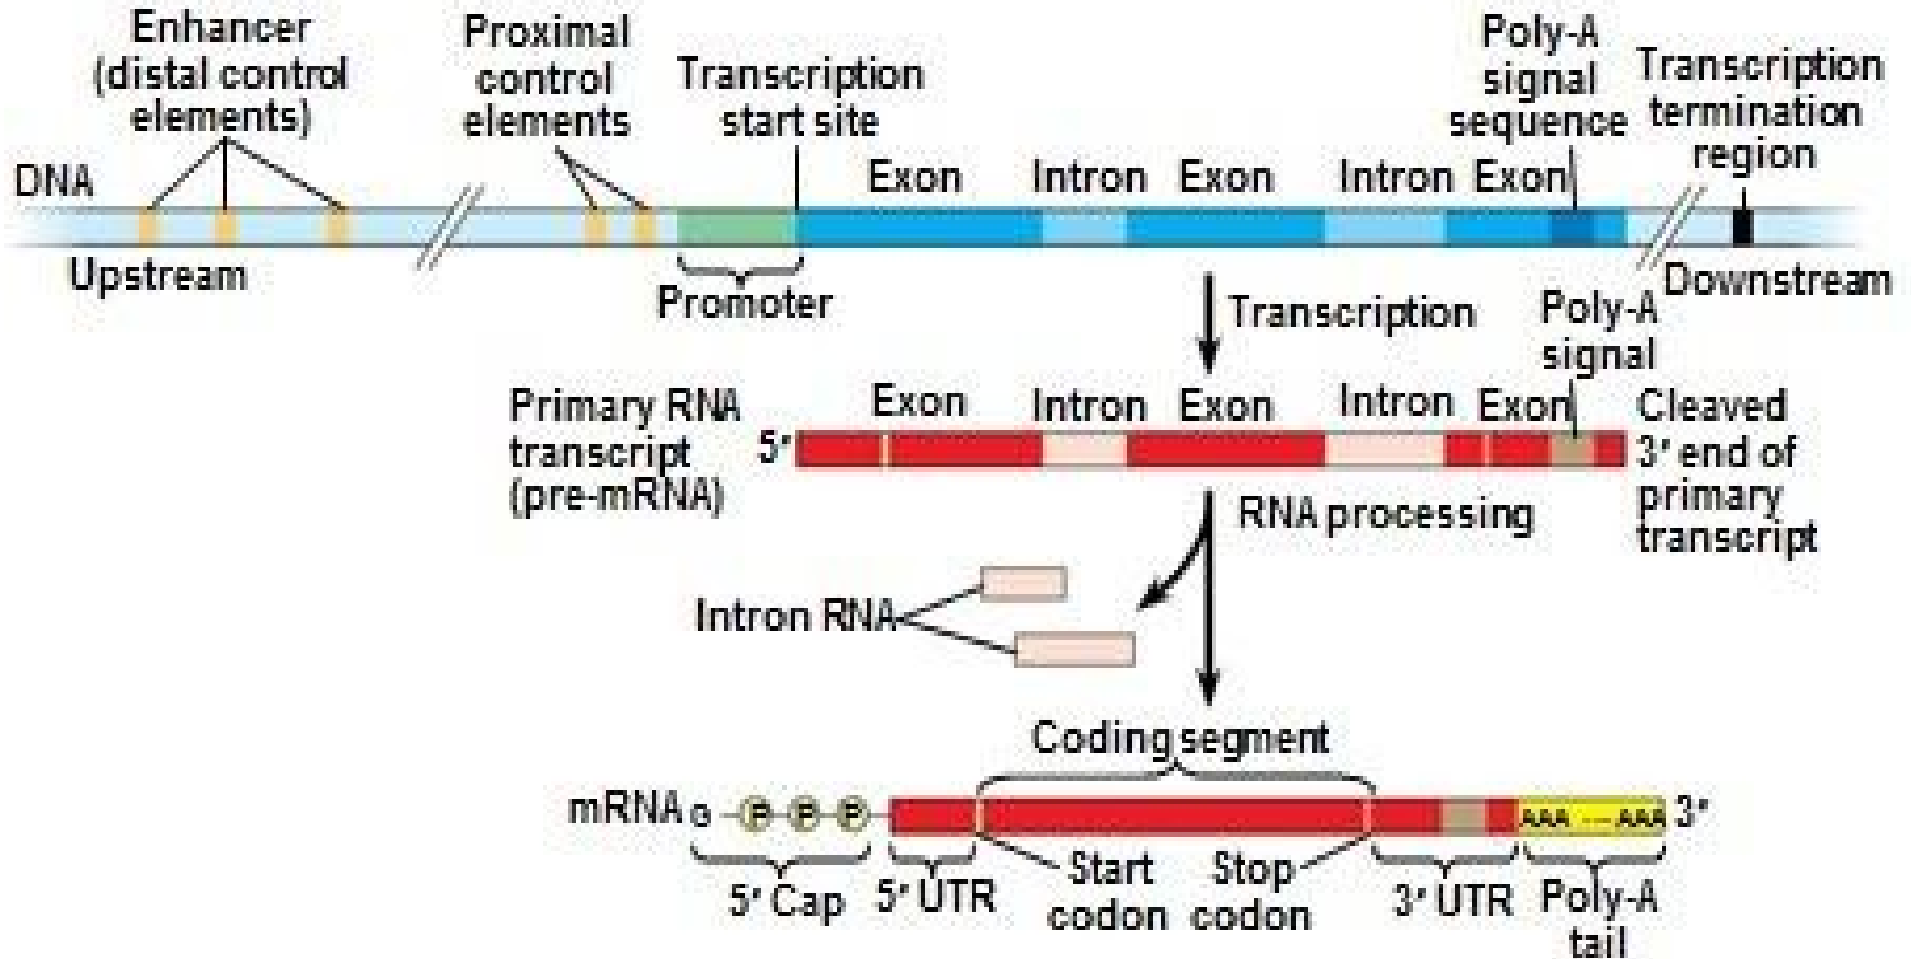 Enhancer
(distal control
elements)
Proximal
control
elements
Transcription
start site
Poly-A
signal
sequence
Transcription
termination
region
DNA
Exon
Intron
Exon
Intron
Exon
Upstream
Promoter
Downstream
Transcription
Poly-A
signal
Primary RNA
transcript
(pre-mRNA)
5′
Exon
Intron
Exon
Intron
Exon
Cleaved
3′ end of
primary
transcript
RNA processing
Intron RNA
Coding segment
mRNA
G P P P
AAA ... AAA
3′
5′ Cap
5′ UTR
Start
codon
Stop
codon
3′ UTR
Poly-A
tail